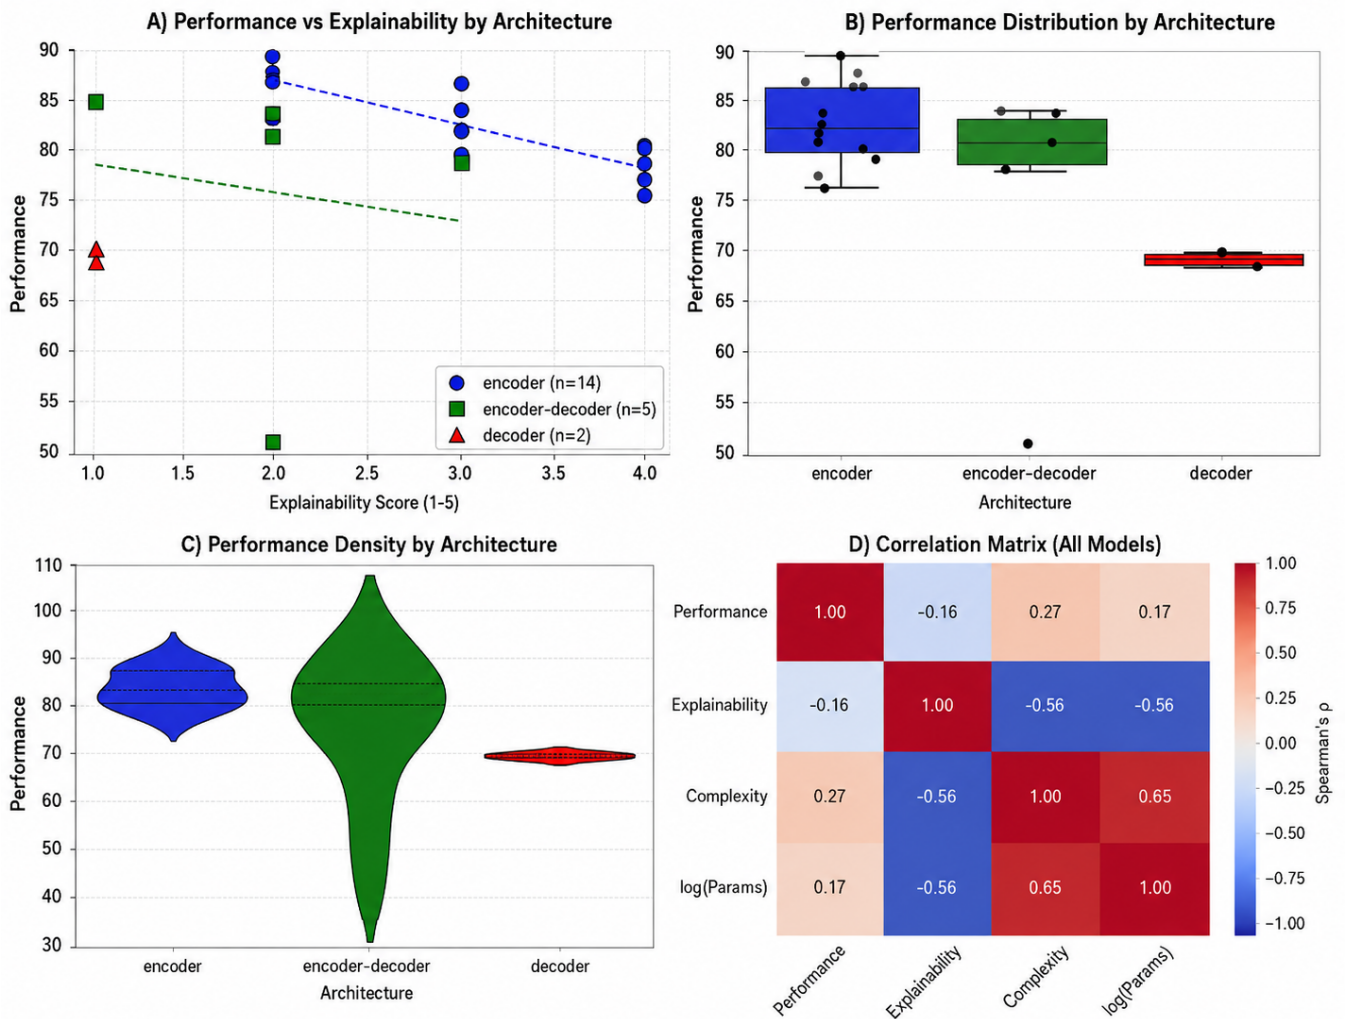 A) Performance vs Explainability by Architecture
90
85
80
75
70
65
60
55
50
Performance
1.0 1.5 2.0 2.5 3.0 3.5 4.0
Explainability Score (1-5)
encoder (n=14)
encoder-decoder (n=5)
decoder (n=2)
B) Performance Distribution by Architecture
90
85
80
75
70
65
60
55
50
Performance
encoder encoder-decoder decoder
Architecture
C) Performance Density by Architecture
110
100
90
80
70
60
50
40
30
Performance
encoder encoder-decoder decoder
Architecture
D) Correlation Matrix (All Models)
Performance 1.00 -0.16 0.27 0.17
Explainability -0.16 1.00 -0.56 -0.56
Complexity 0.27 -0.56 1.00 0.65
log(Params) 0.17 -0.56 0.65 1.00
Performance Explainability Complexity log(Params)
1.00
0.75
0.50
0.25
0.00
−0.25
−0.50
−0.75
−1.00
Spearman's ρ